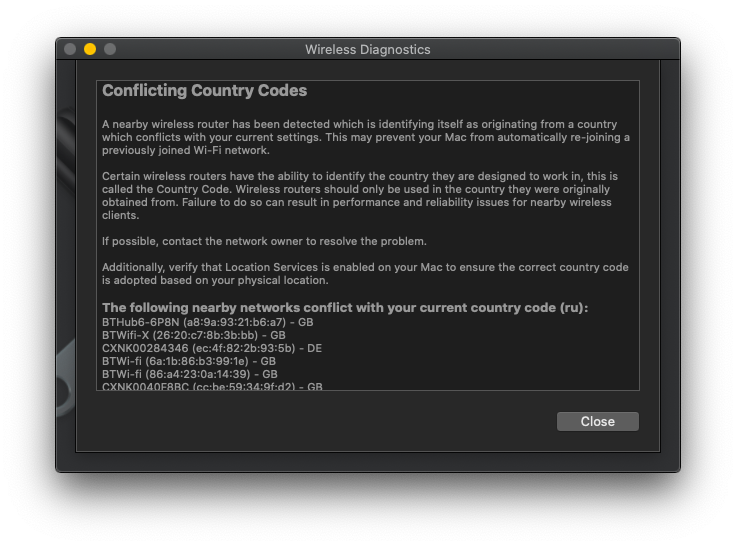 Wireless Diagnostics
Conflicting Country Codes
A nearby wireless router has been detected which is identifying itself as originating from a country
which conflicts with your current settings. This may prevent your Mac from automatically re-joining a
previously joined Wi-Fi network.
Certain wireless routers have the ability to identify the country they are designed to work in, this is
called the Country Code. Wireless routers should only be used in the country they were originally
obtained from. Failure to do so can result in performance and reliability issues for nearby wireless
clients.
If possible, contact the network owner to resolve the problem.
Additionally, verify that Location Services is enabled on your Mac to ensure the correct country code
is adopted based on your physical location.
The following nearby networks conflict with your current country code (ru):
BTHub6-6P8N (a8:9a:93:21:b6:a7) - GB
BTWifi-X (26:20:c7:8b:3b:bb) - GB
CXNK00284346 (ec:4f:82:2b:93:5b) - DE
BTWi-fi (6a:1b:86:b3:99:1e) - GB
BTWi-fi (86:a4:23:0a:14:39) - GB
CXNK0040F8BC (cc:be:59:34:9f:d2) - GB
Close